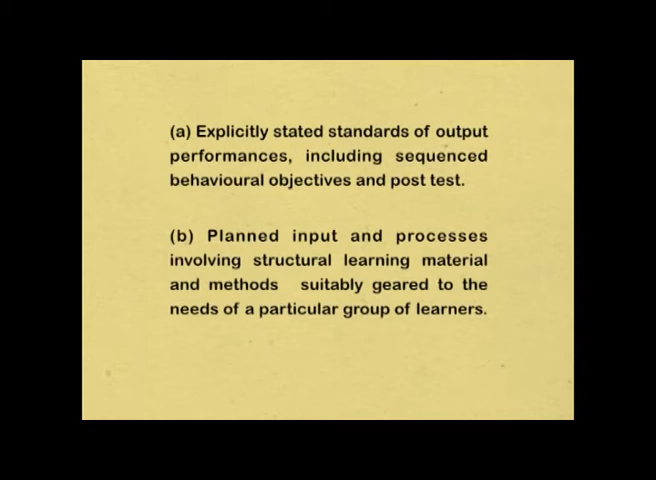 (a) Explicitly stated standards of output
performances, including sequenced
behavioural objectives and post test.
(b) Planned input and processes
involving structural learning material
and methods suitably geared to the
needs of a particular group of learners.